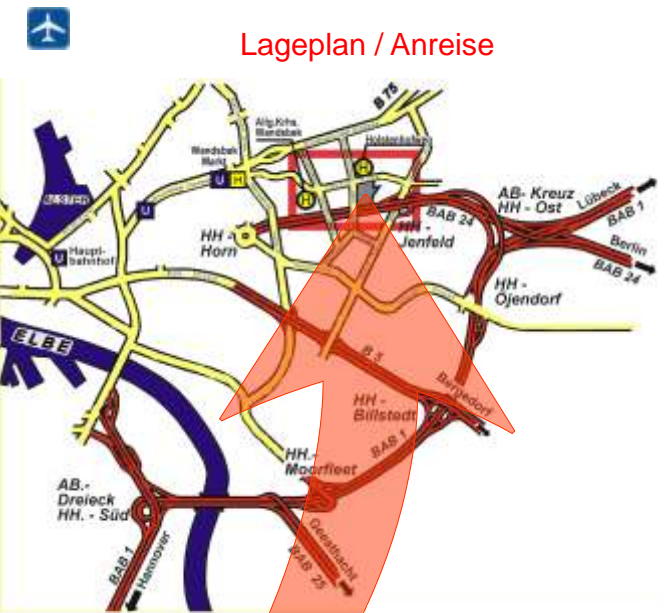 Lageplan / Anreise
B 75
Allg.Krhs.
Wandsbek
Holstenhofen
Wandsbek
Markt
U
H
H
H
ALSTER
U
AB- Kreuz
HH - Ost
Lübeck
BAB 1
BAB 24
HH -
Horn
HH -
Jenfeld
Berlin
BAB 24
U
Haupt-
bahnhof
HH -
Öjendorf
ELBE
B 5
Bergedorf
HH -
Billstedt
BAB 1
HH.-
Moorfleet
AB.-
Dreieck
HH. - Süd
Geesthacht
BAB 25
BAB 1
Hannover